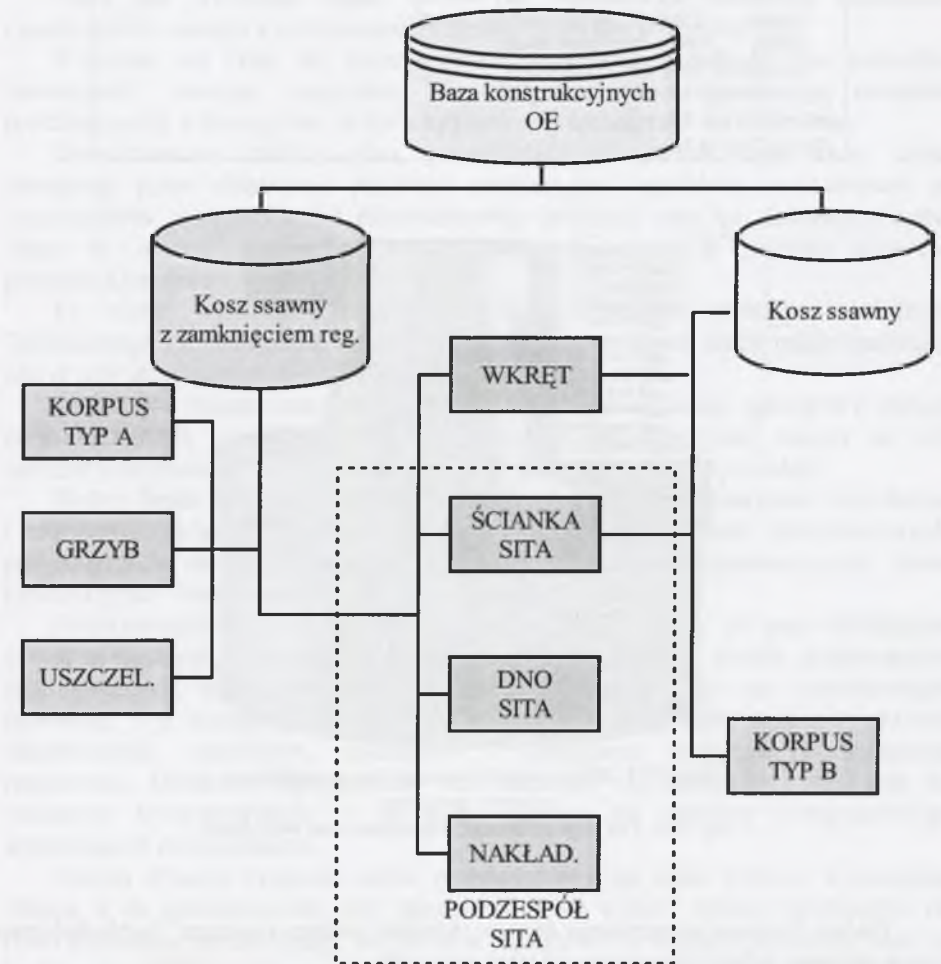 Baza konstrukcyjnych
OE
Kosz ssawny
z zamknięciem reg.
Kosz ssawny
WKRĘT
KORPUS
TYP A
ŚCIANKA
SITA
GRZYB
USZCZEL.
DNO
SITA
KORPUS
TYP B
NAKŁAD.
PODZESPÓŁ
SITA